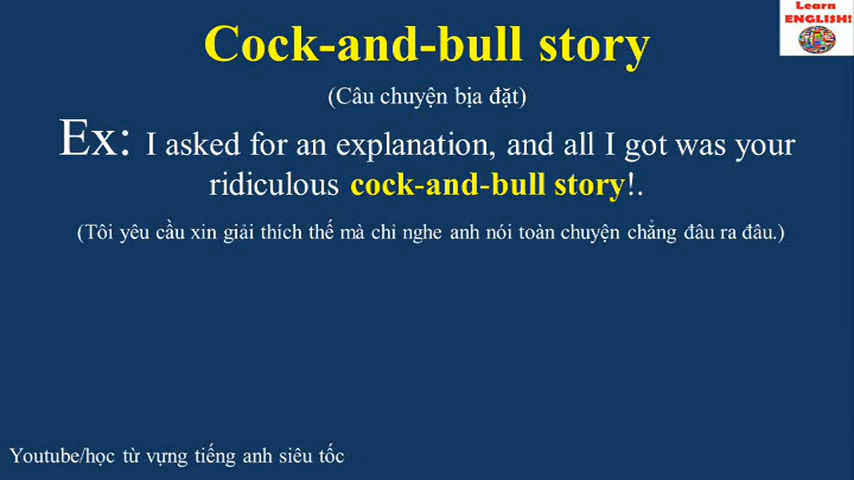 Learn
ENGLISH!
Cock-and-bull story
(Câu chuyện bịa đặt)
Ex: I asked for an explanation, and all I got was your
ridiculous cock-and-bull story!.
(Tôi yêu cầu xin giải thích thế mà chỉ nghe anh nói toàn chuyện chẳng đâu ra đâu.)
Youtube/học từ vựng tiếng anh siêu tốc